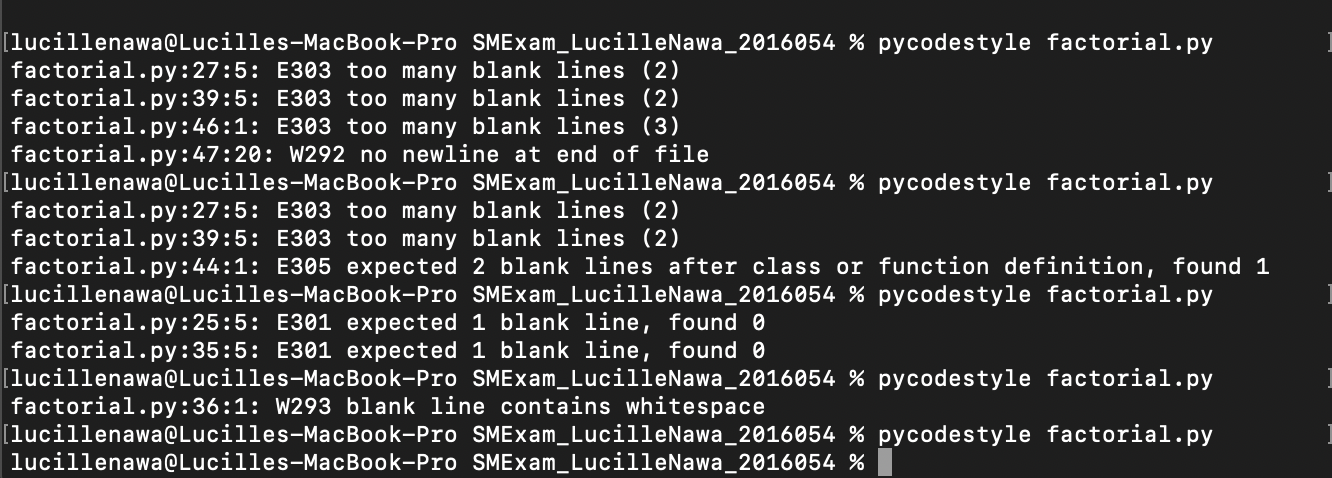 [lucillenawa@Lucilles-MacBook-Pro SMExam_LucilleNawa_2016054 % pycodestyle factorial.py ]
factorial.py:27:5: E303 too many blank lines (2)
factorial.py:39:5: E303 too many blank lines (2)
factorial.py:46:1: E303 too many blank lines (3)
factorial.py:47:20: W292 no newline at end of file
[lucillenawa@Lucilles-MacBook-Pro SMExam_LucilleNawa_2016054 % pycodestyle factorial.py ]
factorial.py:27:5: E303 too many blank lines (2)
factorial.py:39:5: E303 too many blank lines (2)
factorial.py:44:1: E305 expected 2 blank lines after class or function definition, found 1
[lucillenawa@Lucilles-MacBook-Pro SMExam_LucilleNawa_2016054 % pycodestyle factorial.py ]
factorial.py:25:5: E301 expected 1 blank line, found 0
factorial.py:35:5: E301 expected 1 blank line, found 0
[lucillenawa@Lucilles-MacBook-Pro SMExam_LucilleNawa_2016054 % pycodestyle factorial.py ]
factorial.py:36:1: W293 blank line contains whitespace
[lucillenawa@Lucilles-MacBook-Pro SMExam_LucilleNawa_2016054 % pycodestyle factorial.py ]
lucillenawa@Lucilles-MacBook-Pro SMExam_LucilleNawa_2016054 %